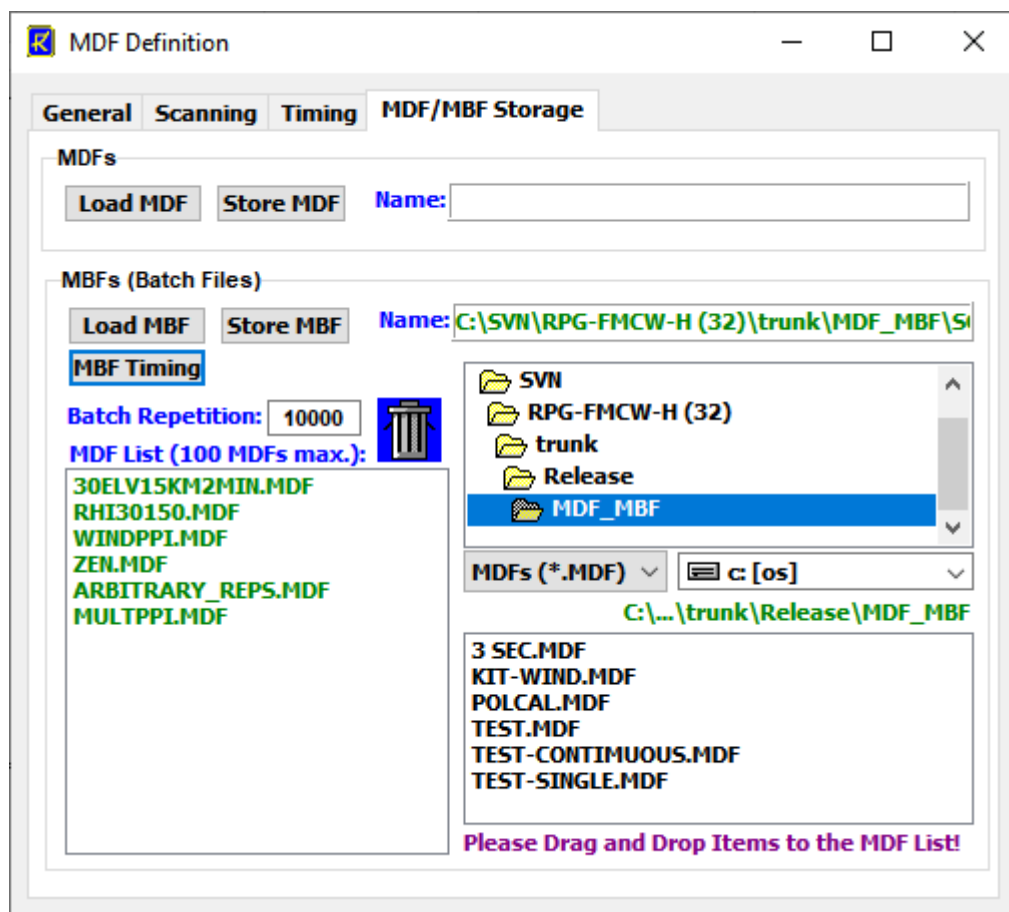 MDF Definition
General Scanning Timing MDF/MBF Storage
MDFs
Load MDF Store MDF Name:
MBFs (Batch Files)
Load MBF Store MBF Name: C:\SVN\RPG-FMCW-H (32)\trunk\MDF_MBF\
MBF Timing
Batch Repetition: 10000
MDF List (100 MDFs max.):
30ELV15KM2MIN.MDF
RHI30150.MDF
WINDPPI.MDF
ZEN.MDF
ARBITRARY_REPS.MDF
MULTPPI.MDF
SVN
RPG-FMCW-H (32)
trunk
Release
MDF_MBF
MDFs (*.MDF) c: [os]
C:\...\trunk\Release\MDF_MBF
3 SEC.MDF
KIT-WIND.MDF
POLCAL.MDF
TEST.MDF
TEST-CONTIMUOUS.MDF
TEST-SINGLE.MDF
Please Drag and Drop Items to the MDF List!